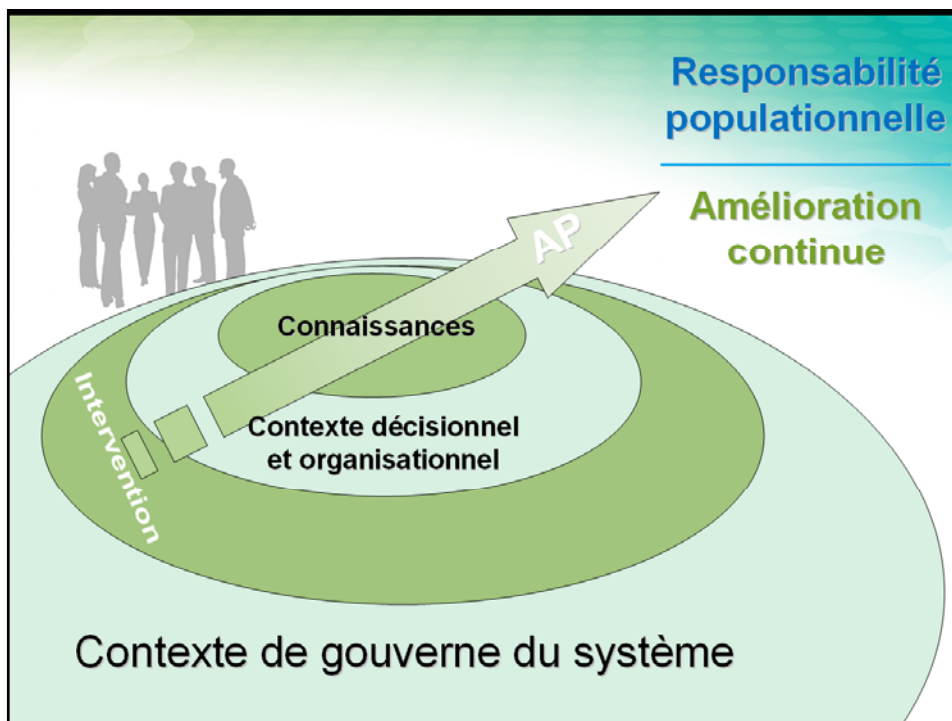 Responsabilité
populationnelle
Amélioration
continue
AP
Connaissances
Contexte décisionnel
et organisationnel
Intervention
Contexte de gouverne du système